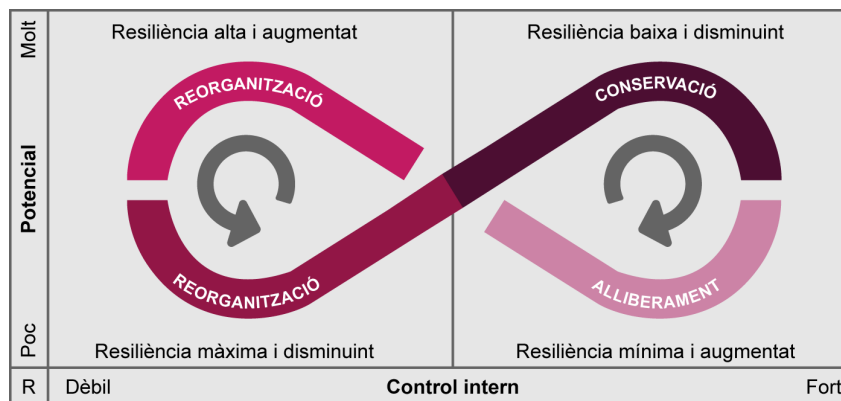 Molt
Resiliència alta i augmentat
Resiliència baixa i disminuint
REORGANITZACIÓ
CONSERVACIÓ
Potencial
REORGANITZACIÓ
ALLIBERAMENT
Poc
Resiliència màxima i disminuint
Resiliència mínima i augmentat
R
Dèbil
Control intern
Fort